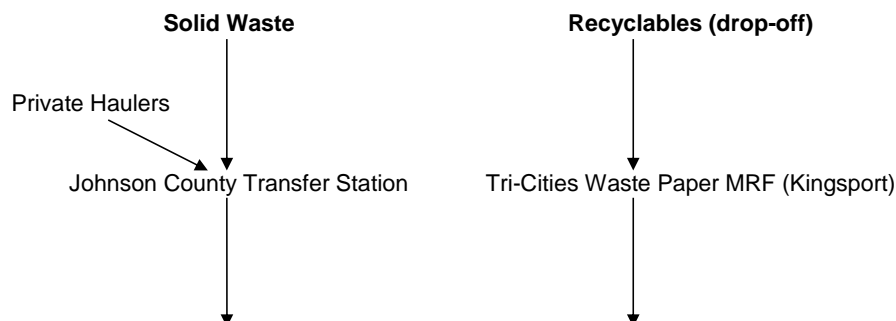 Solid Waste
Recyclables (drop-off)
Private Haulers
Johnson County Transfer Station
Tri-Cities Waste Paper MRF (Kingsport)